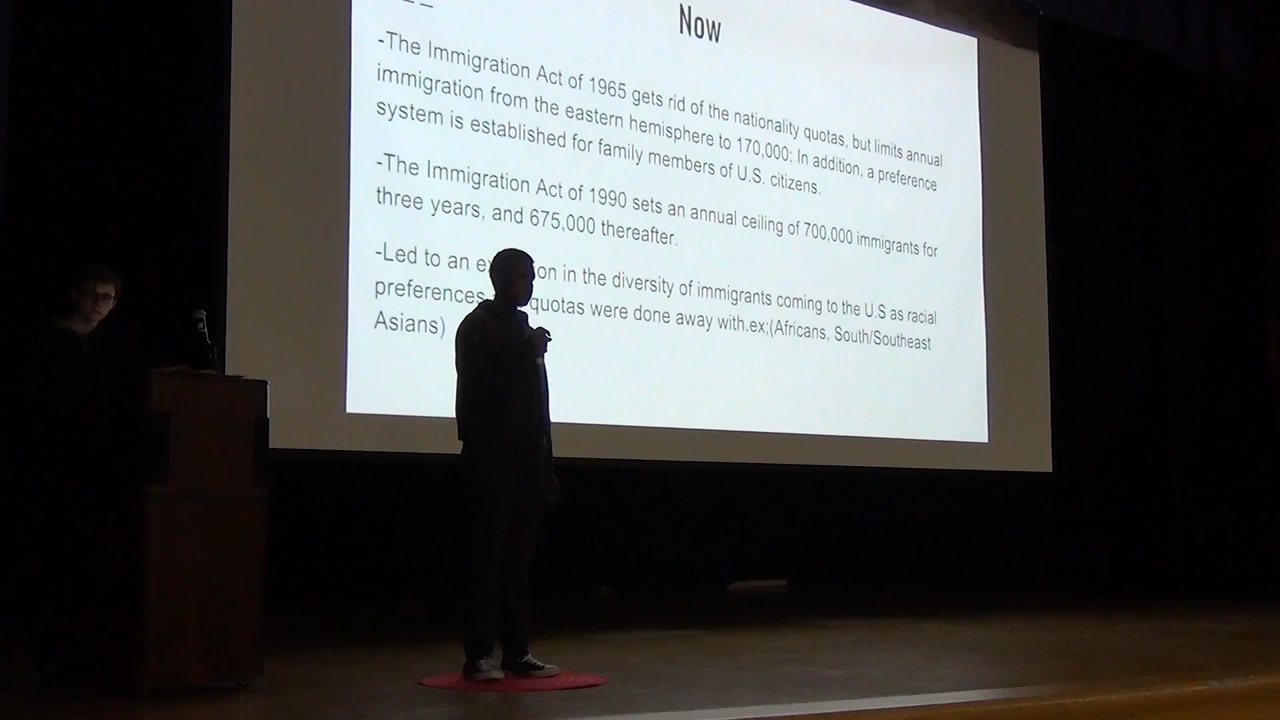 Now
-The Immigration Act of 1965 gets rid of the nationality quotas, but limits annual
immigration from the eastern hemisphere to 170,000; In addition, a preference
system is established for family members of U.S. citizens.
-The Immigration Act of 1990 sets an annual ceiling of 700,000 immigrants for
three years, and 675,000 thereafter.
-Led to an in the diversity of immigrants coming to the U.S as racial
preferences quotas were done away with.ex;(Africans, South/Southeast
Asians)